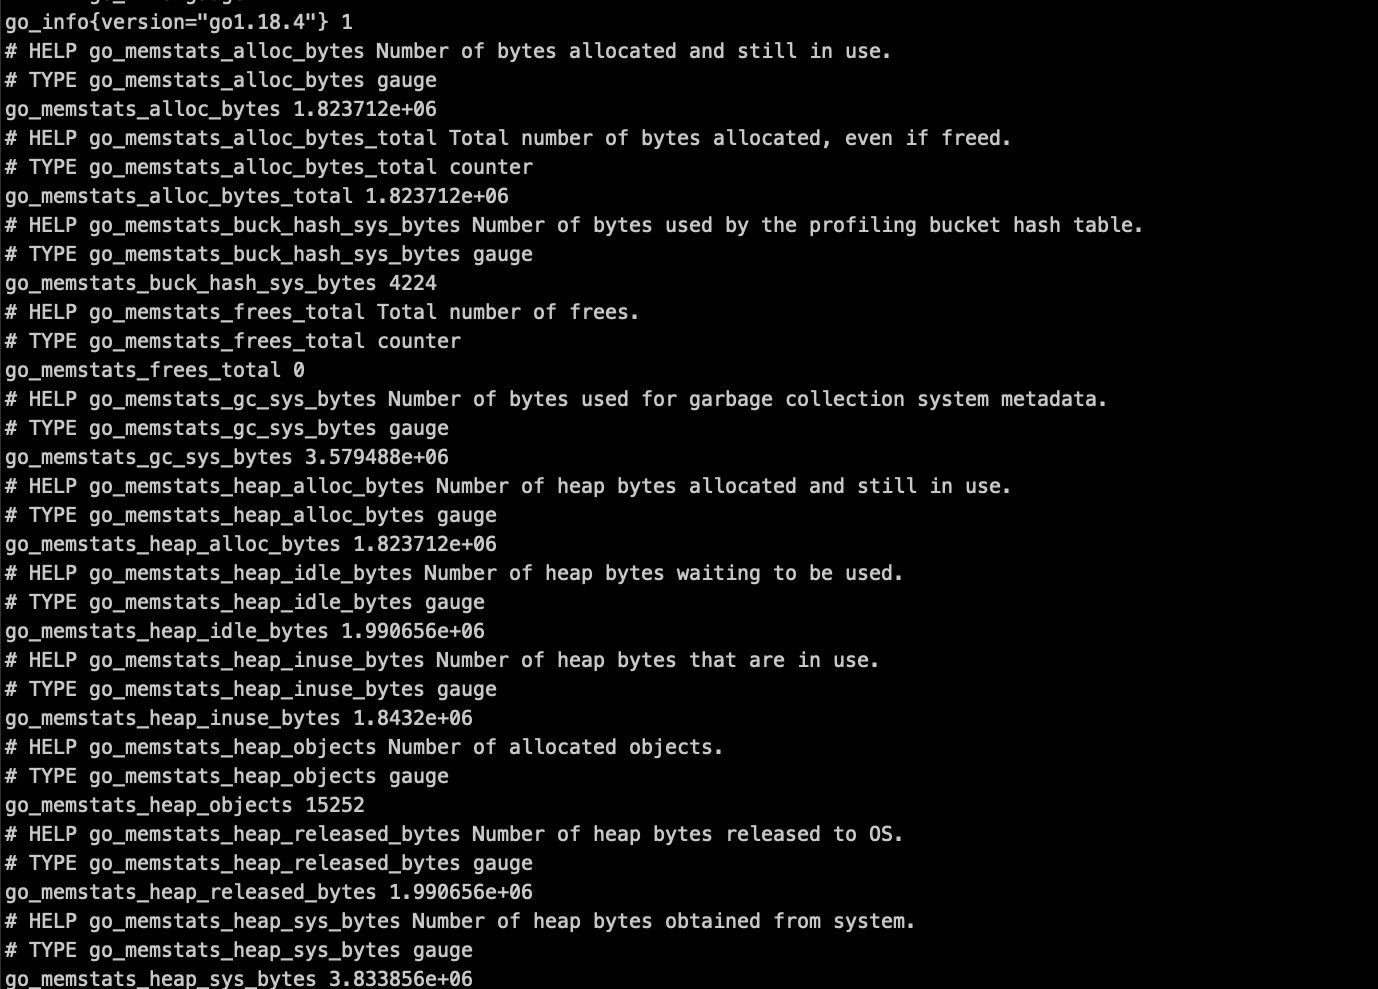 go_info{version="go1.18.4"} 1
# HELP go_memstats_alloc_bytes Number of bytes allocated and still in use.
# TYPE go_memstats_alloc_bytes gauge
go_memstats_alloc_bytes 1.823712e+06
# HELP go_memstats_alloc_bytes_total Total number of bytes allocated, even if freed.
# TYPE go_memstats_alloc_bytes_total counter
go_memstats_alloc_bytes_total 1.823712e+06
# HELP go_memstats_buck_hash_sys_bytes Number of bytes used by the profiling bucket hash table.
# TYPE go_memstats_buck_hash_sys_bytes gauge
go_memstats_buck_hash_sys_bytes 4224
# HELP go_memstats_frees_total Total number of frees.
# TYPE go_memstats_frees_total counter
go_memstats_frees_total 0
# HELP go_memstats_gc_sys_bytes Number of bytes used for garbage collection system metadata.
# TYPE go_memstats_gc_sys_bytes gauge
go_memstats_gc_sys_bytes 3.579488e+06
# HELP go_memstats_heap_alloc_bytes Number of heap bytes allocated and still in use.
# TYPE go_memstats_heap_alloc_bytes gauge
go_memstats_heap_alloc_bytes 1.823712e+06
# HELP go_memstats_heap_idle_bytes Number of heap bytes waiting to be used.
# TYPE go_memstats_heap_idle_bytes gauge
go_memstats_heap_idle_bytes 1.990656e+06
# HELP go_memstats_heap_inuse_bytes Number of heap bytes that are in use.
# TYPE go_memstats_heap_inuse_bytes gauge
go_memstats_heap_inuse_bytes 1.8432e+06
# HELP go_memstats_heap_objects Number of allocated objects.
# TYPE go_memstats_heap_objects gauge
go_memstats_heap_objects 15252
# HELP go_memstats_heap_released_bytes Number of heap bytes released to OS.
# TYPE go_memstats_heap_released_bytes gauge
go_memstats_heap_released_bytes 1.990656e+06
# HELP go_memstats_heap_sys_bytes Number of heap bytes obtained from system.
# TYPE go_memstats_heap_sys_bytes gauge
go_memstats_heap_sys_bytes 3.833856e+06